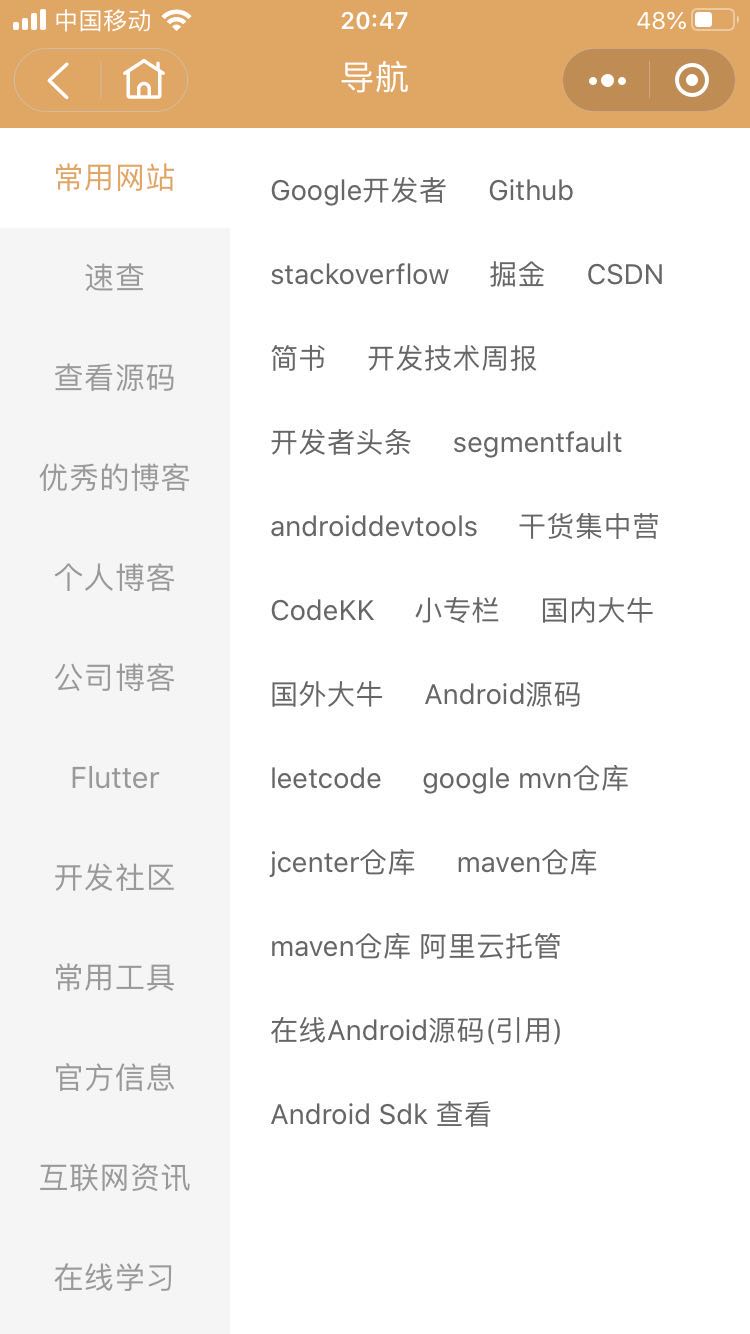 中国移动 20:47 48%
导航
常用网站
速查
查看源码
优秀的博客
个人博客
公司博客
Flutter
开发社区
常用工具
官方信息
互联网资讯
在线学习
Google开发者 Github
stackoverflow 掘金 CSDN
简书 开发技术周报
开发者头条 segmentfault
androiddevtools 干货集中营
CodeKK 小专栏 国内大牛
国外大牛 Android源码
leetcode google mvn仓库
jcenter仓库 maven仓库
maven仓库 阿里云托管
在线Android源码(引用)
Android Sdk 查看